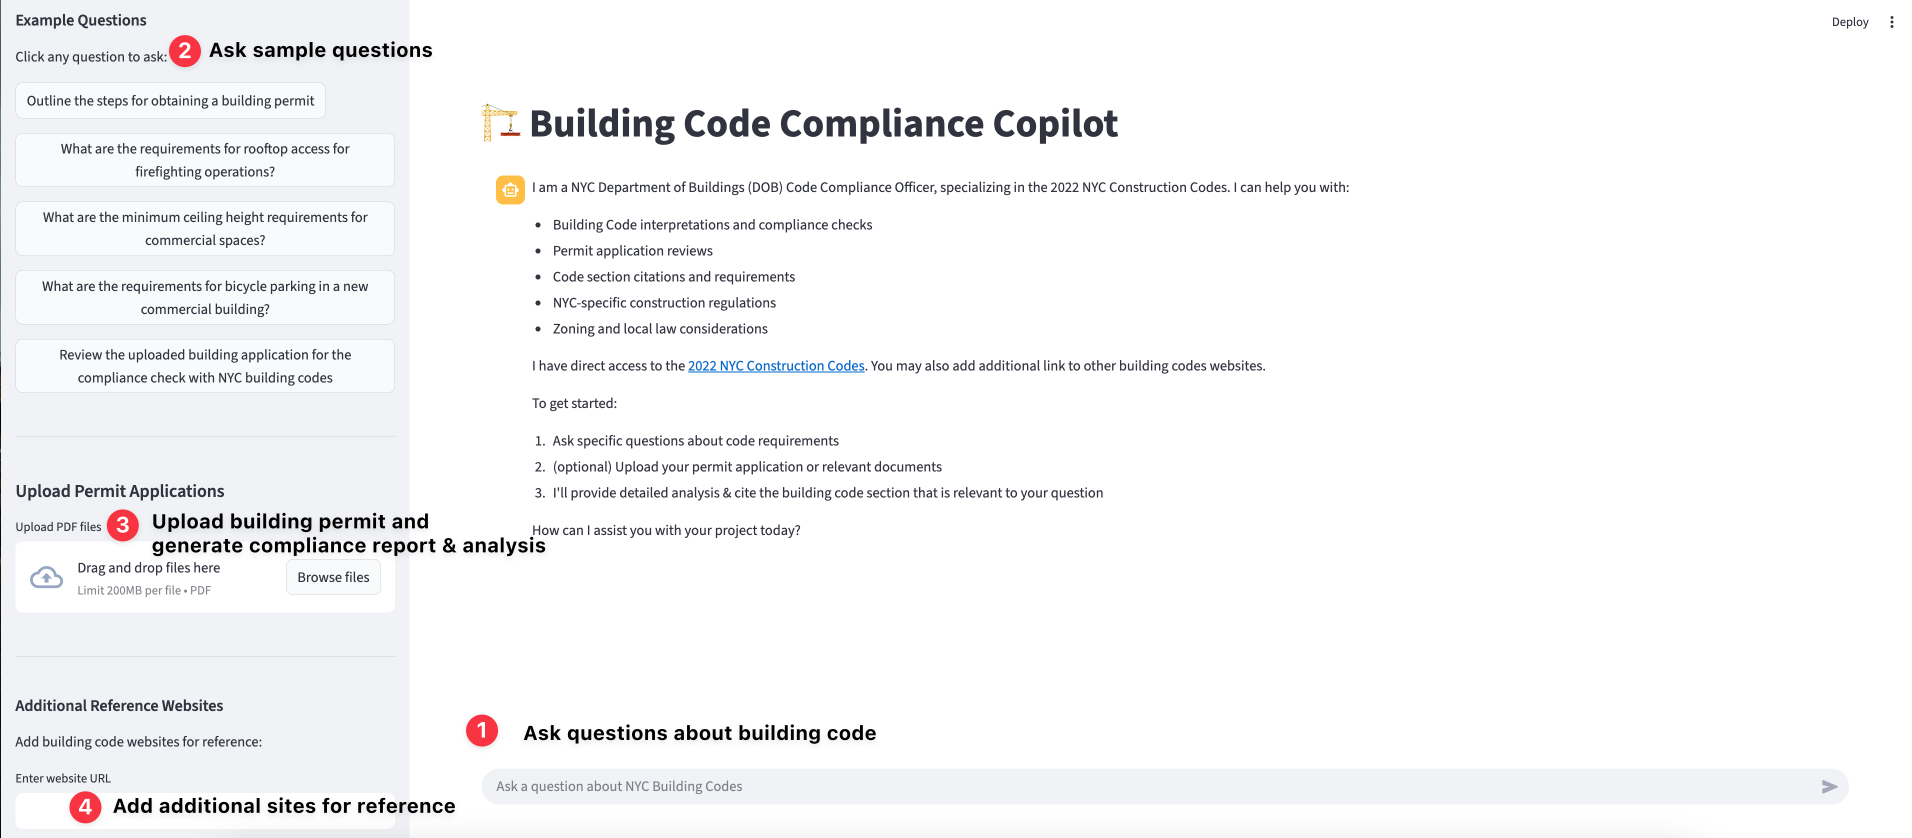 Example Questions
Click any question to ask:
2 Ask sample questions
Outline the steps for obtaining a building permit
What are the requirements for rooftop access for
firefighting operations?
What are the minimum ceiling height requirements for
commercial spaces?
What are the requirements for bicycle parking in a new
commercial building?
Review the uploaded building application for the
compliance check with NYC building codes
Upload Permit Applications
Upload PDF files
3 Upload building permit and
generate compliance report & analysis
Drag and drop files here
Limit 200MB per file • PDF
Browse files
Additional Reference Websites
Add building code websites for reference:
Enter website URL
4 Add additional sites for reference
Deploy
Building Code Compliance Copilot
I am a NYC Department of Buildings (DOB) Code Compliance Officer, specializing in the 2022 NYC Construction Codes. I can help you with:
• Building Code interpretations and compliance checks
• Permit application reviews
• Code section citations and requirements
• NYC-specific construction regulations
• Zoning and local law considerations
I have direct access to the 2022 NYC Construction Codes. You may also add additional link to other building codes websites.
To get started:
1. Ask specific questions about code requirements
2. (optional) Upload your permit application or relevant documents
3. I'll provide detailed analysis & cite the building code section that is relevant to your question
How can I assist you with your project today?
1 Ask questions about building code
Ask a question about NYC Building Codes